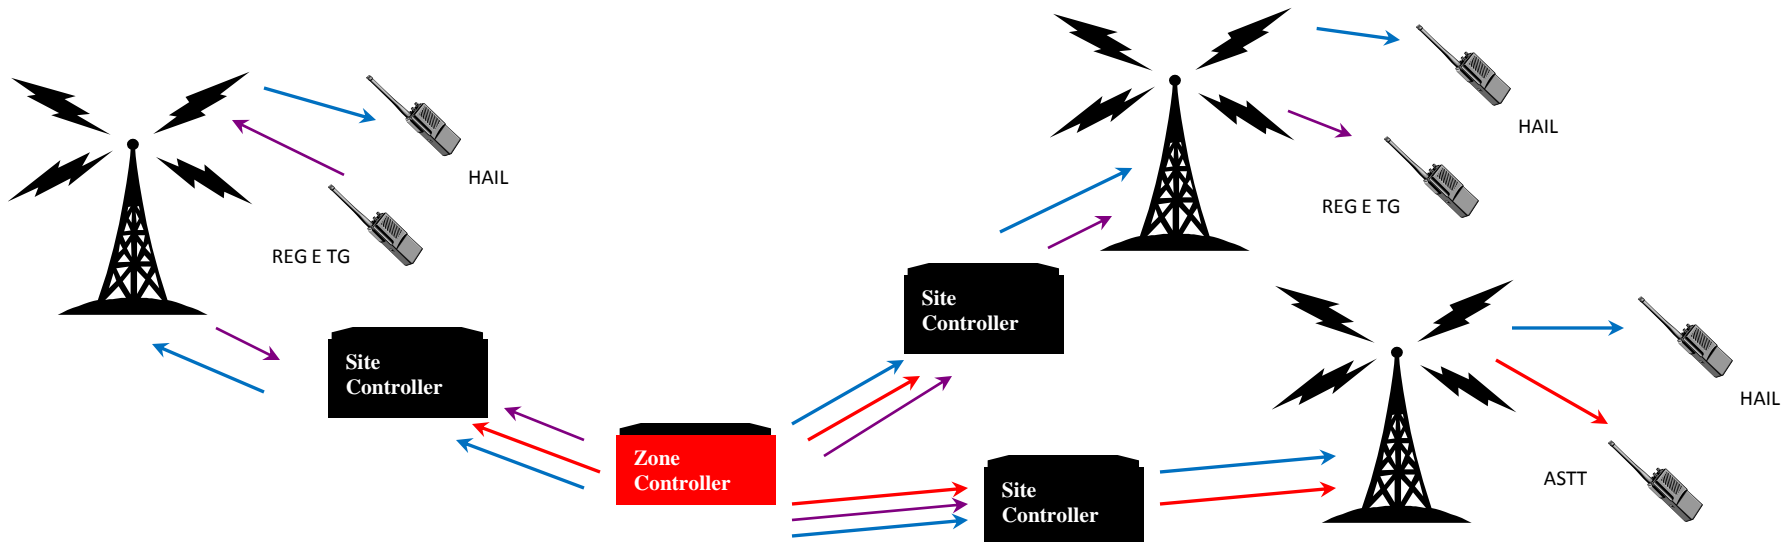 HAIL
REG E TG
Site
Controller
Zone
Controller
HAIL
REG E TG
Site
Controller
Site
Controller
HAIL
ASTT